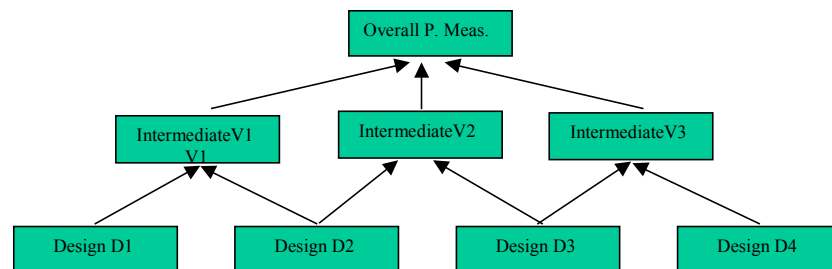 Overall P. Meas.
IntermediateV1
V1
IntermediateV2
IntermediateV3
Design D1
Design D2
Design D3
Design D4